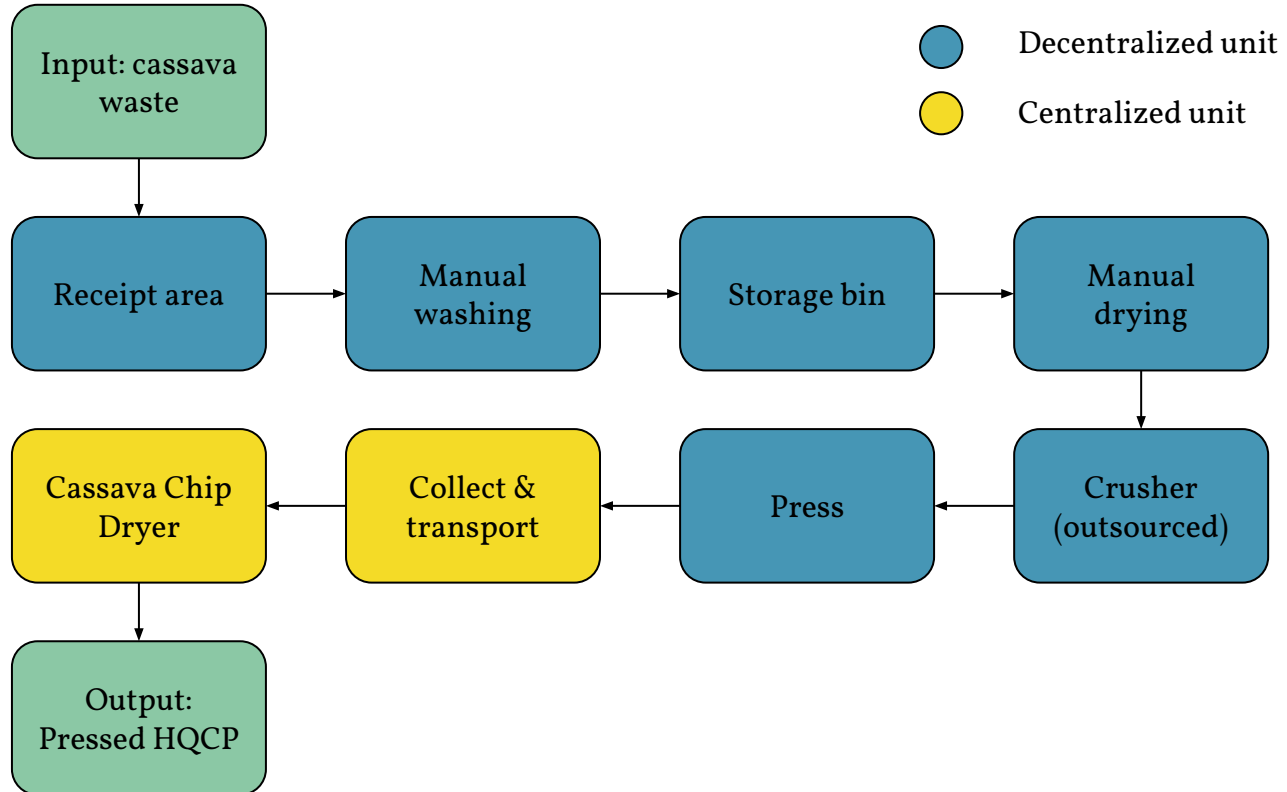 Input: cassava
waste
Decentralized unit
Centralized unit
Receipt area
Manual
washing
Storage bin
Manual
drying
Cassava Chip
Dryer
Collect &
transport
Press
Crusher
(outsourced)
Output:
Pressed HQCP